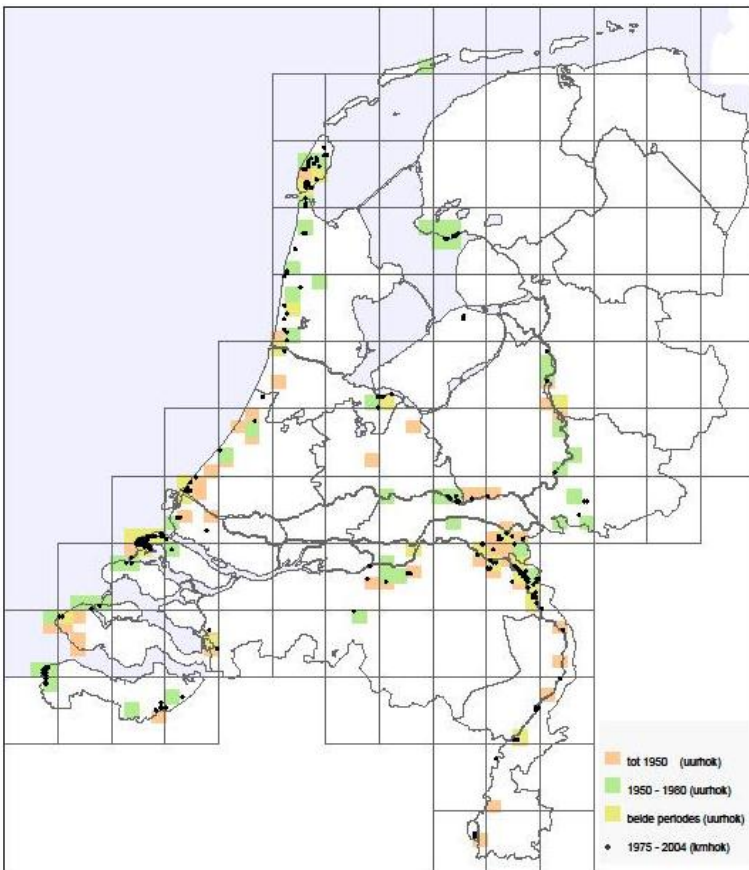 tot 1950 (uurhok)
1950 - 1980 (uurhok)
beide periodes (uurhok)
1975 - 2004 (kmhok)